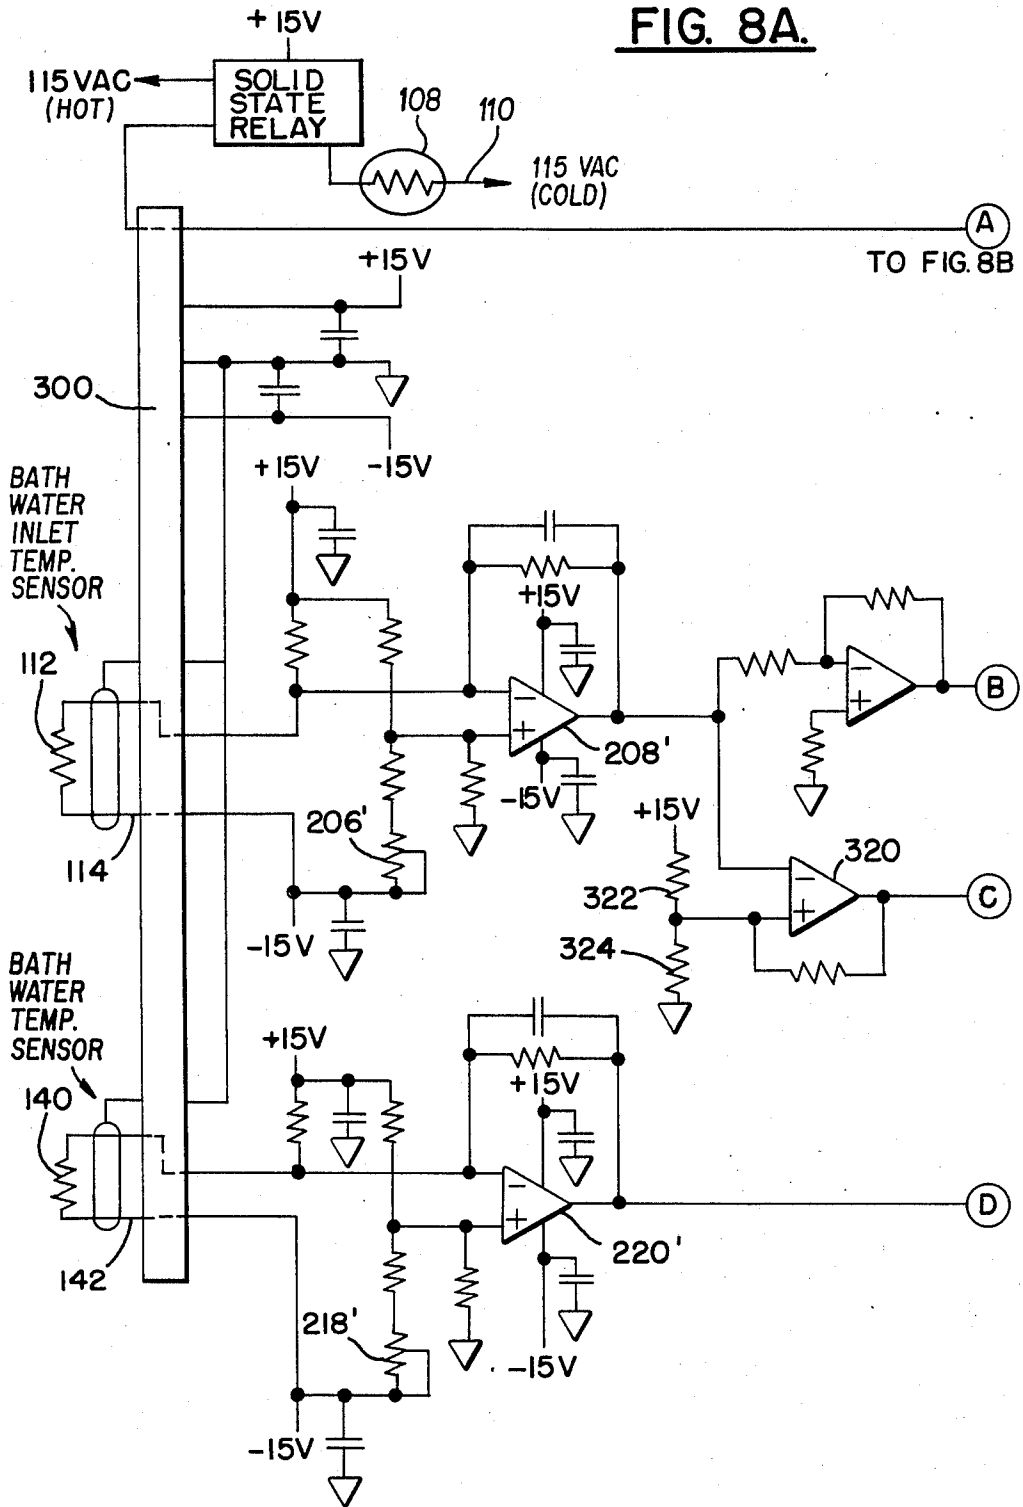 FIG. 8A.
+15V
115 VAC
(HOT)
SOLID
STATE
RELAY
108
110
115 VAC
(COLD)
A
TO FIG. 8B
+15V
300
-15V
+15V
BATH
WATER
INLET
TEMP.
SENSOR
+15V
112
B
208'
-15V
+15V
206'
320
114
322
C
324
-15V
BATH
WATER
TEMP.
SENSOR
+15V
+15V
140
D
220'
142
218'
-15V
-15V